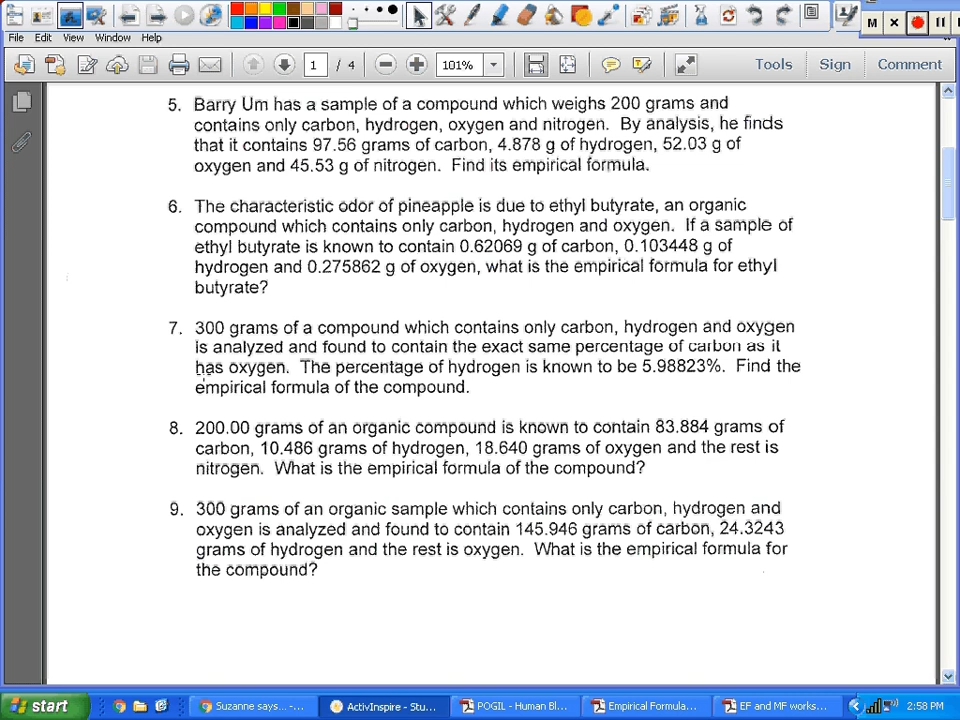 M
File Edit View Window Help
1 / 4 101% Tools Sign Comment
5. Barry Um has a sample of a compound which weighs 200 grams and
contains only carbon, hydrogen, oxygen and nitrogen. By analysis, he finds
that it contains 97.56 grams of carbon, 4.878 g of hydrogen, 52.03 g of
oxygen and 45.53 g of nitrogen. Find its empirical formula.
6. The characteristic odor of pineapple is due to ethyl butyrate, an organic
compound which contains only carbon, hydrogen and oxygen. If a sample of
ethyl butyrate is known to contain 0.62069 g of carbon, 0.103448 g of
hydrogen and 0.275862 g of oxygen, what is the empirical formula for ethyl
butyrate?
7. 300 grams of a compound which contains only carbon, hydrogen and oxygen
is analyzed and found to contain the exact same percentage of carbon as it
has oxygen. The percentage of hydrogen is known to be 5.98823%. Find the
empirical formula of the compound.
8. 200.00 grams of an organic compound is known to contain 83.884 grams of
carbon, 10.486 grams of hydrogen, 18.640 grams of oxygen and the rest is
nitrogen. What is the empirical formula of the compound?
9. 300 grams of an organic sample which contains only carbon, hydrogen and
oxygen is analyzed and found to contain 145.946 grams of carbon, 24.3243
grams of hydrogen and the rest is oxygen. What is the empirical formula for
the compound?
start Suzanne says... -... ActivInspire - Stu... POGIL - Human Bl... Empirical Formula... EF and MF works... 2:58 PM